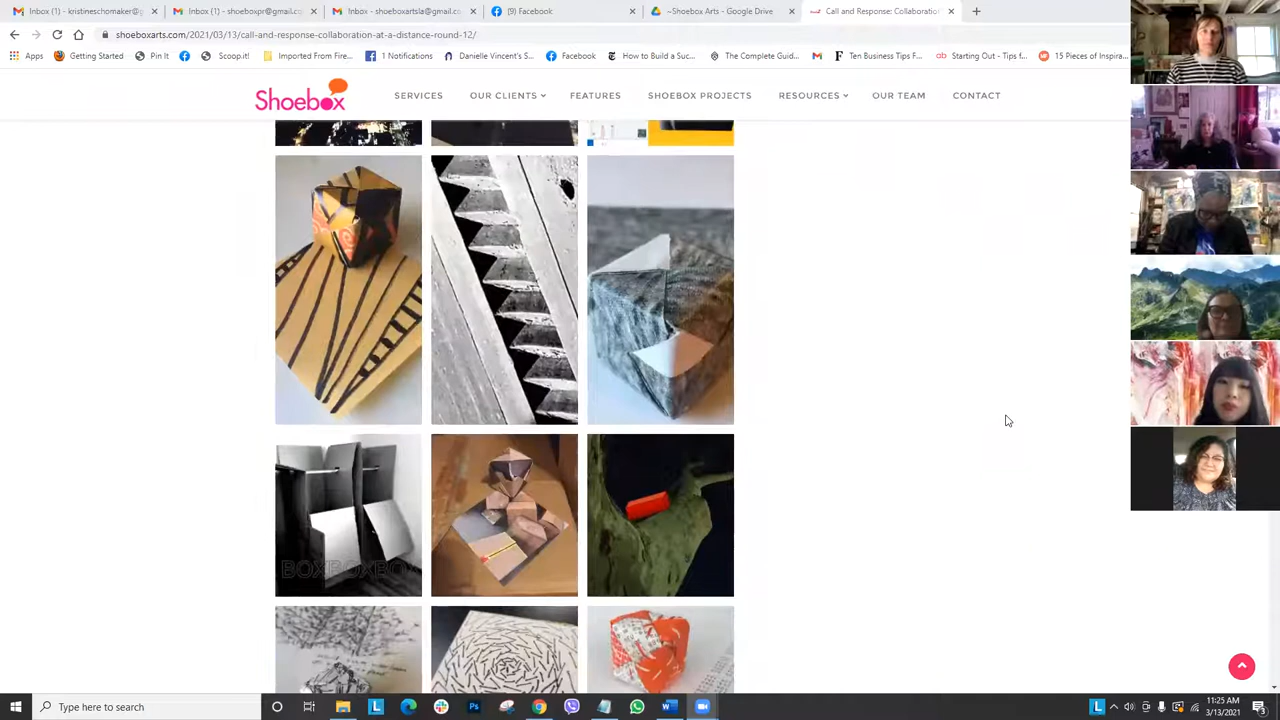 Inbox (1) - kristineschomaker@g
Inbox (1) - shoeboxpr@gmail.co
Inbox - shoeboxartsla@gmail.co
(9) Facebook
~Shoebox Arts - Google Drive
Call and Response: Collaboratio
shoeboxarts.com/2021/03/13/call-and-response-collaboration-at-a-distance-round-12/
Apps
Getting Started
Pin It
Scoop.it!
Imported From Fire...
1 Notifications
Danielle Vincent's S...
Facebook
How to Build a Suc...
The Complete Guid...
Ten Business Tips F...
Starting Out - Tips f...
15 Pieces of Inspira...
Shoebox
SERVICES
OUR CLIENTS
FEATURES
SHOEBOX PROJECTS
RESOURCES
OUR TEAM
CONTACT
BOXBOXBOX
Type here to search
11:25 AM
3/13/2021